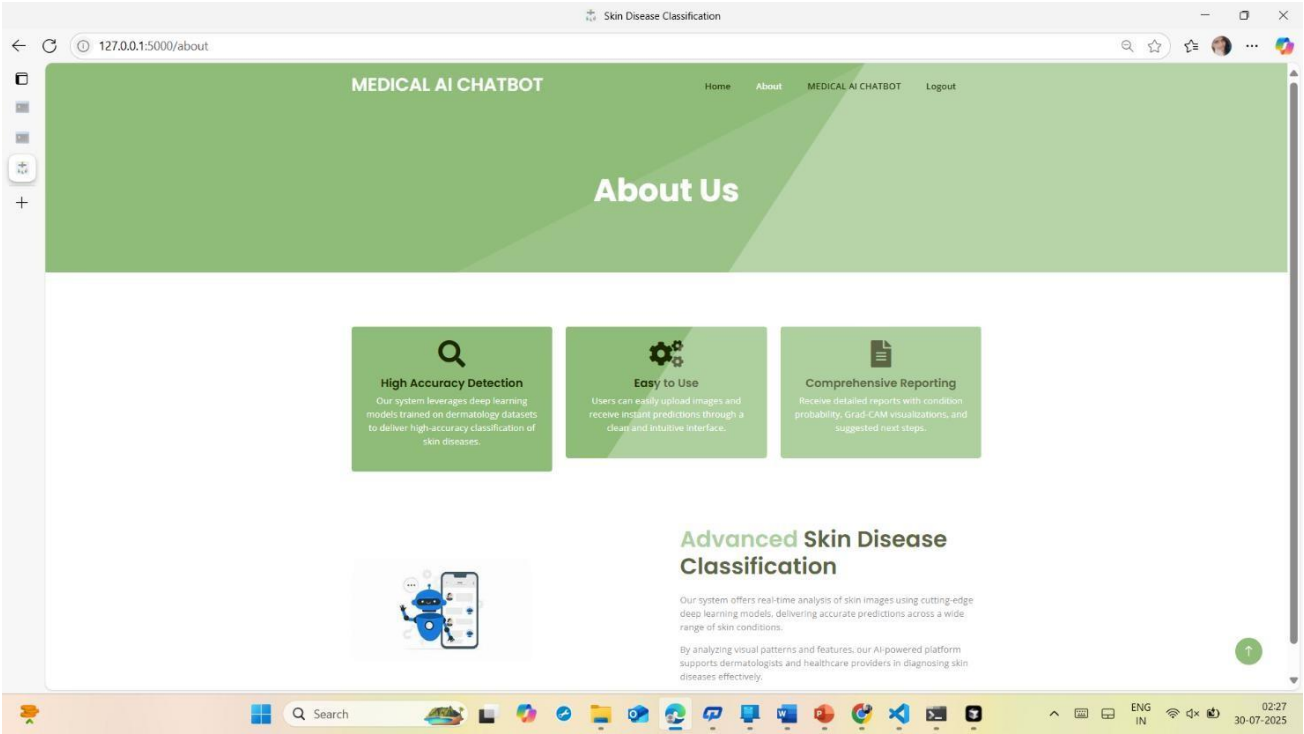 Skin Disease Classification
127.0.0.1:5000/about
MEDICAL AI CHATBOT
Home About MEDICAL AI CHATBOT Logout
About Us
High Accuracy Detection
Our system leverages deep learning
models trained on dermatology datasets
to deliver high-accuracy classification of
skin diseases.
Easy to Use
Users can easily upload images and
receive instant predictions through a
clean and intuitive interface.
Comprehensive Reporting
Receive detailed reports with condition
probability, Grad-CAM visualizations, and
suggested next steps.
Advanced Skin Disease
Classification
Our system offers real-time analysis of skin images using cutting-edge
deep learning models, delivering accurate predictions across a wide
range of skin conditions.
By analyzing visual patterns and features, our AI-powered platform
supports dermatologists and healthcare providers in diagnosing skin
diseases effectively.
Search
ENG
IN
02:27
30-07-2025